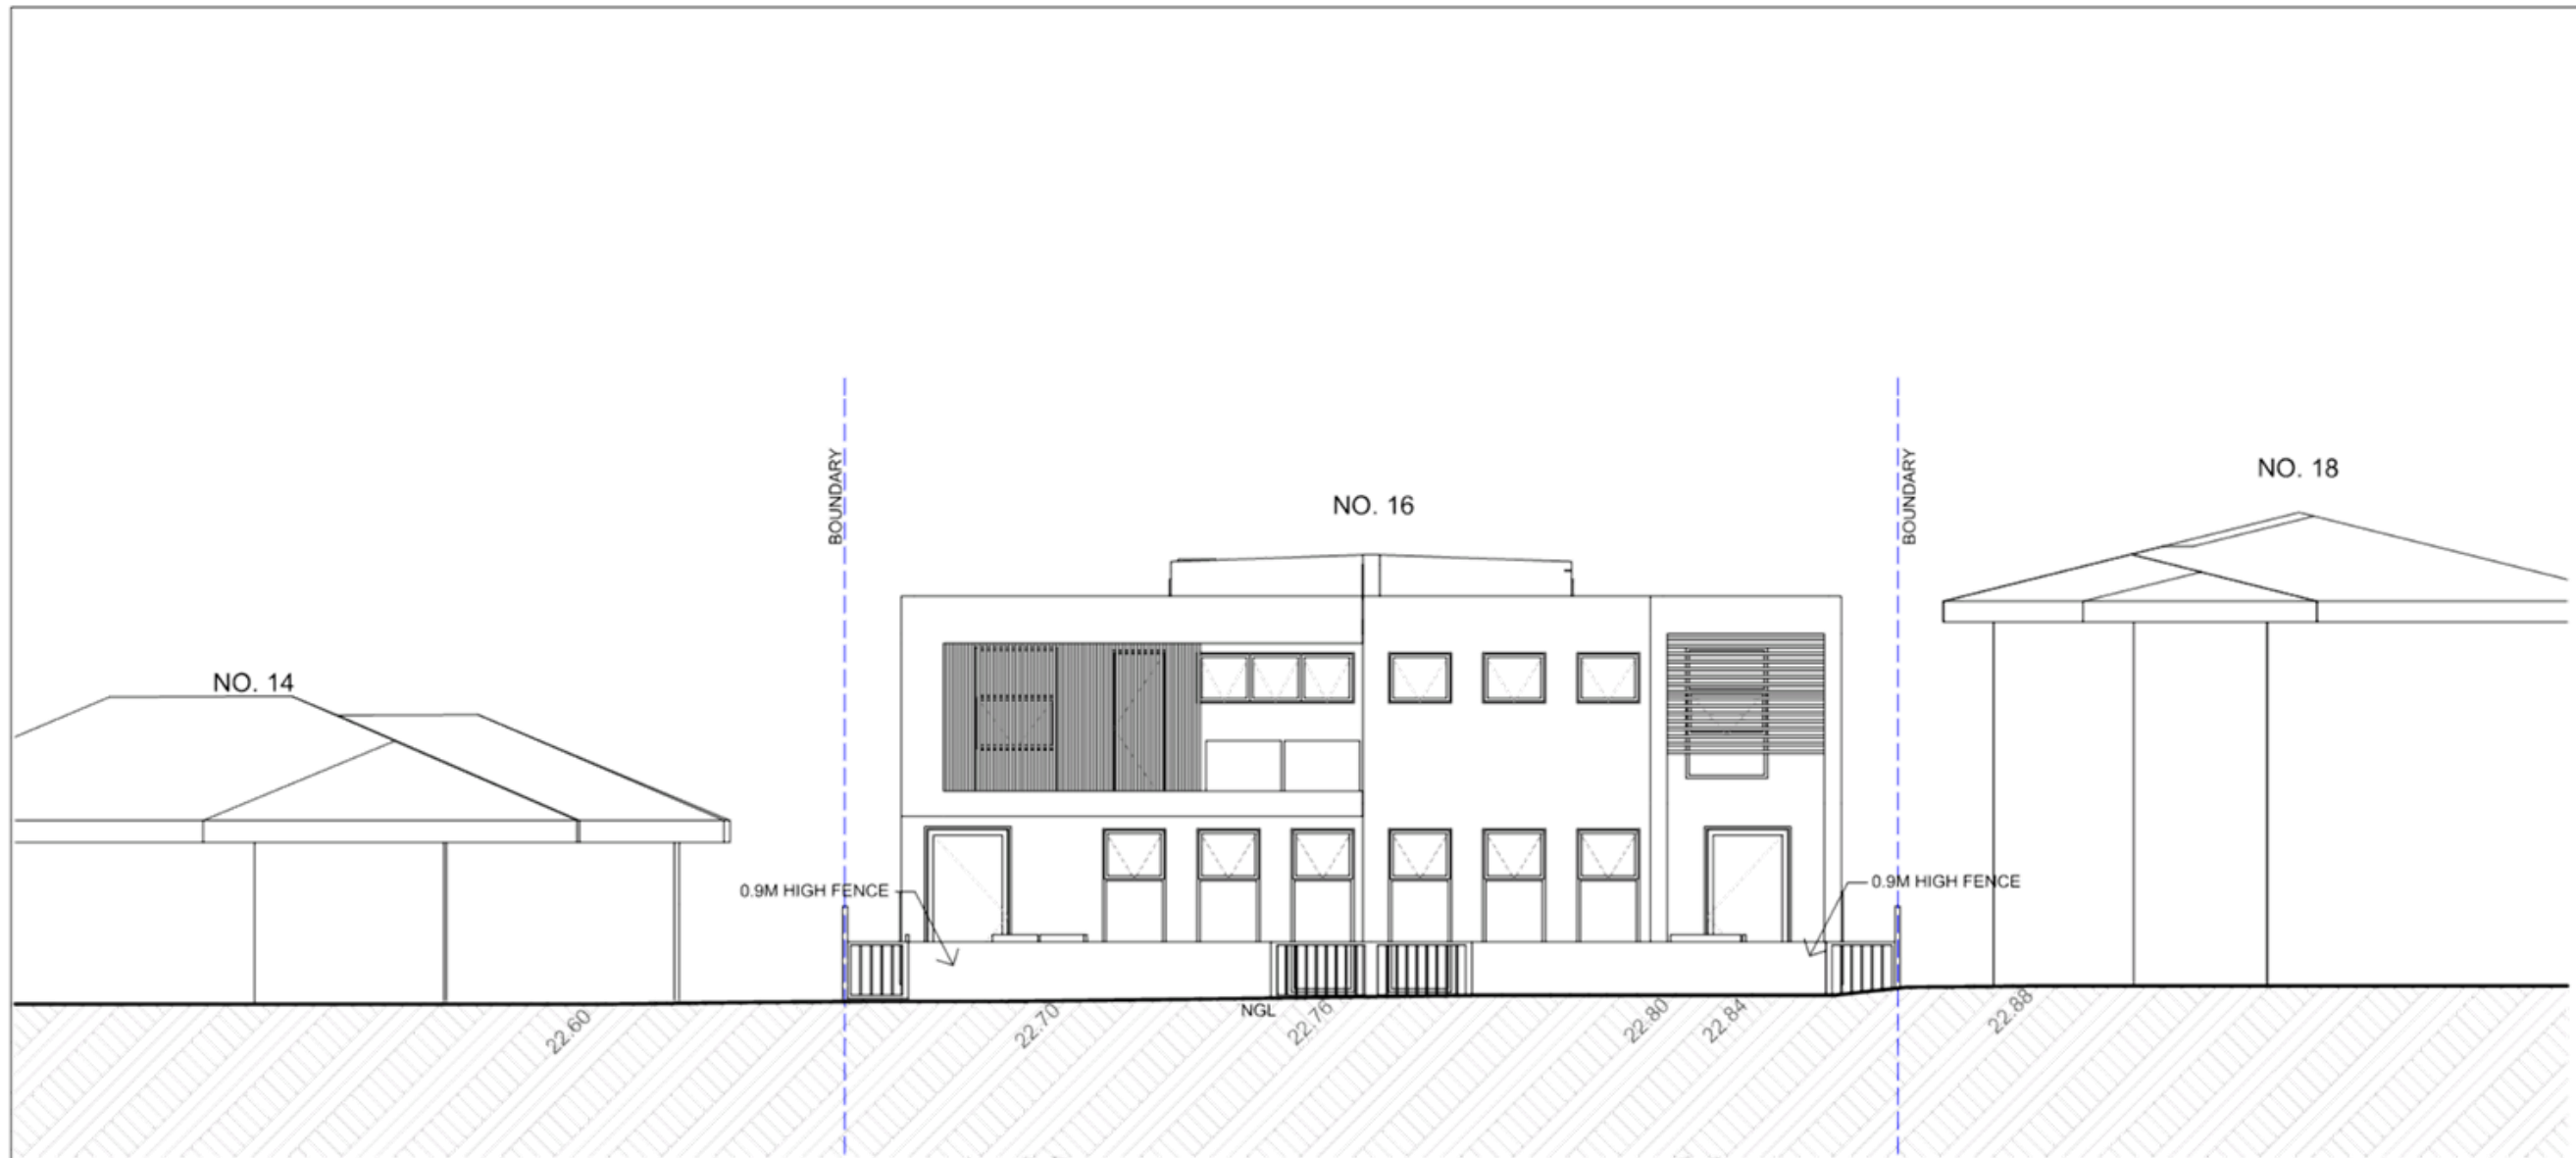 NO. 18
BOUNDARY
BOUNDARY
NO. 16
NO. 14
0.9M HIGH FENCE
0.9M HIGH FENCE
NGL
22.60
22.70
22.76
22.80
22.84
22.88